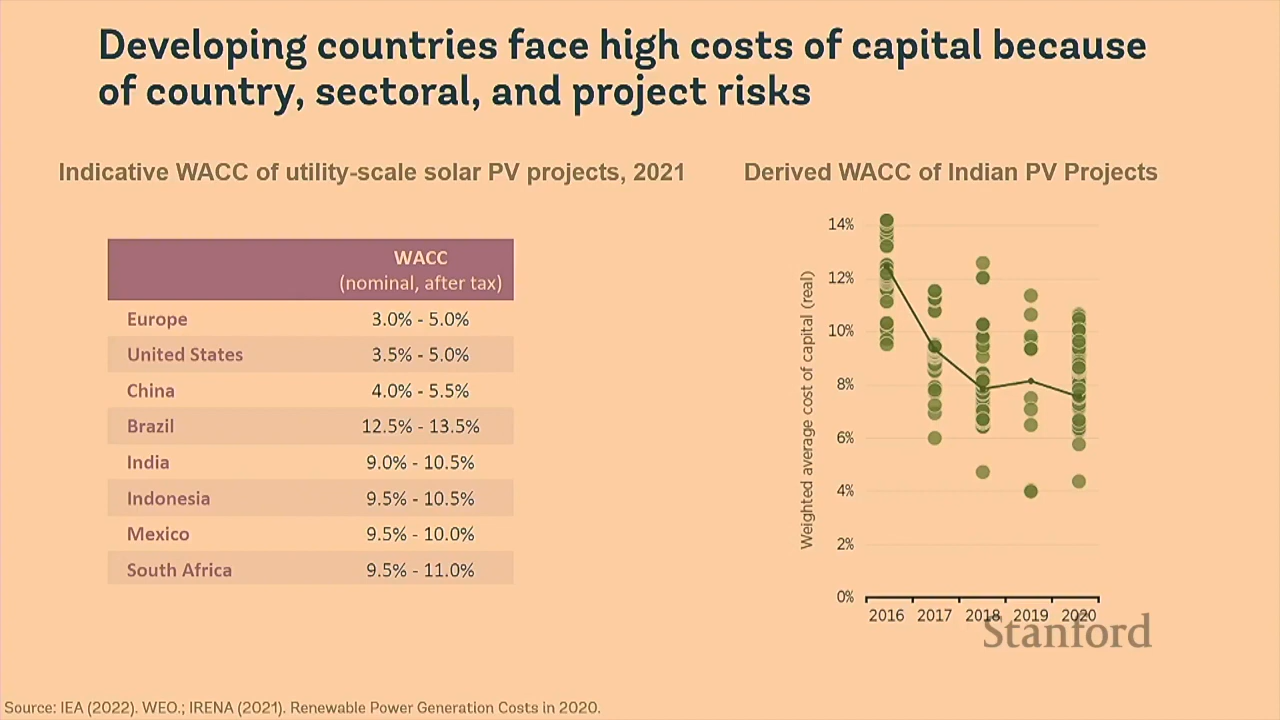 Developing countries face high costs of capital because
of country, sectoral, and project risks
Indicative WACC of utility-scale solar PV projects, 2021
WACC
(nominal, after tax)
Europe 3.0% - 5.0%
United States 3.5% - 5.0%
China 4.0% - 5.5%
Brazil 12.5% - 13.5%
India 9.0% - 10.5%
Indonesia 9.5% - 10.5%
Mexico 9.5% - 10.0%
South Africa 9.5% - 11.0%
Derived WACC of Indian PV Projects
Weighted average cost of capital (real)
14%
12%
10%
8%
6%
4%
2%
0%
2016 2017 2018 2019 2020
Stanford
Source: IEA (2022). WEO.; IRENA (2021). Renewable Power Generation Costs in 2020.